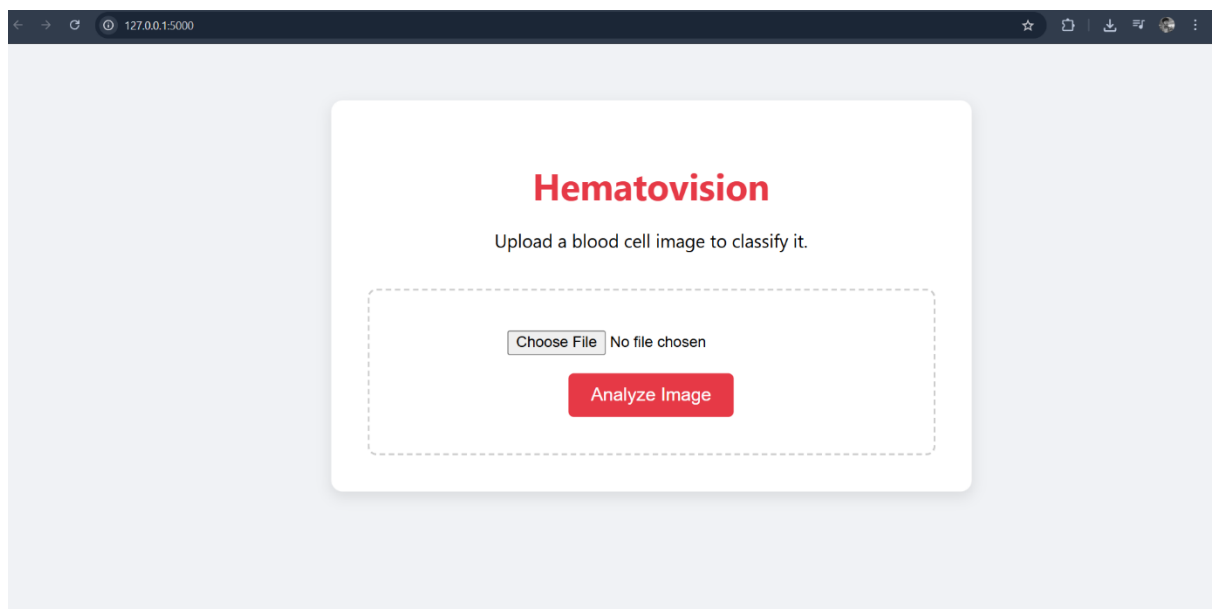 127.0.0.1:5000
Hematovision
Upload a blood cell image to classify it.
Choose File No file chosen
Analyze Image